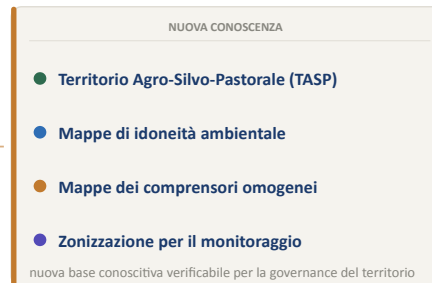 NUOVA CONOSCENZA
Territorio Agro-Silvo-Pastorale (TASP)
Mappe di idoneità ambientale
Mappe dei comprensori omogenei
Zonizzazione per il monitoraggio
nuova base conoscitiva verificabile per la governance del territorio